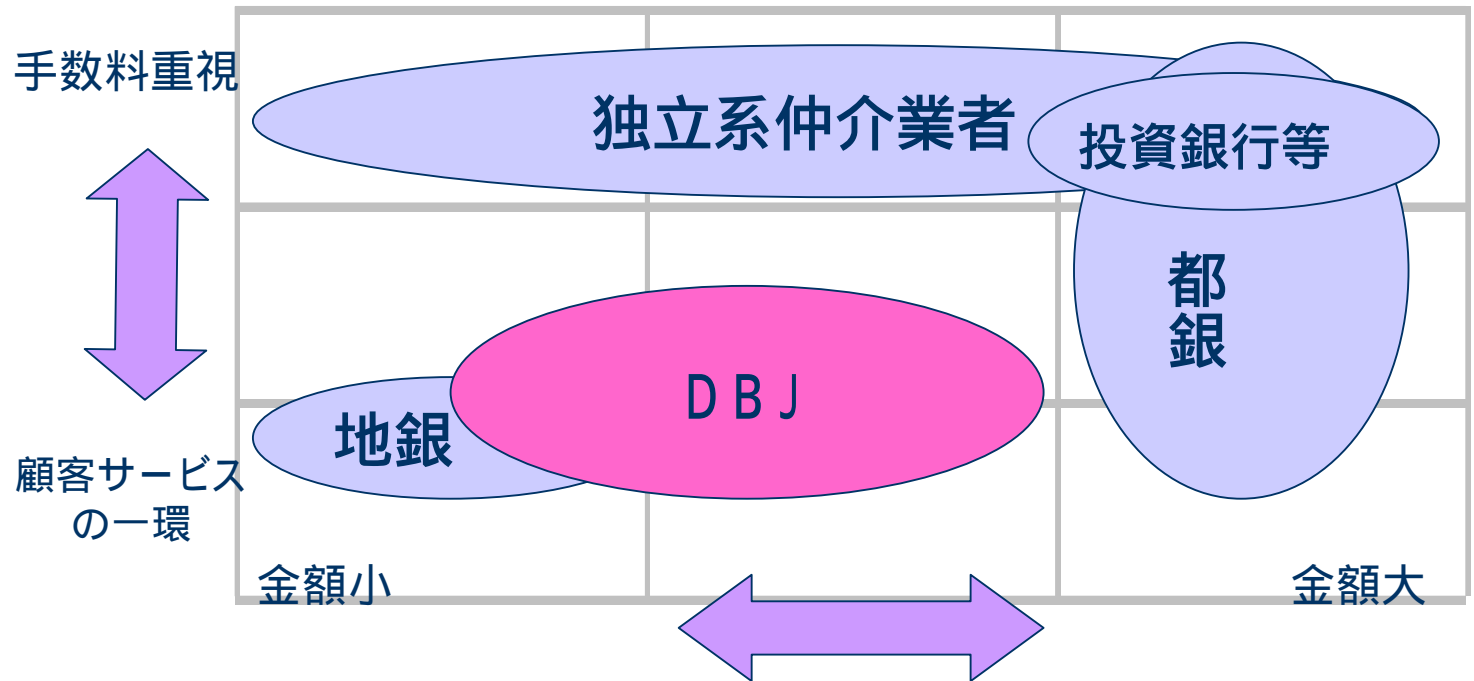 手数料重視
独立系仲介業者
投資銀行等
都銀
ＤＢＪ
地銀
顧客サービス
の一環
金額小
金額大